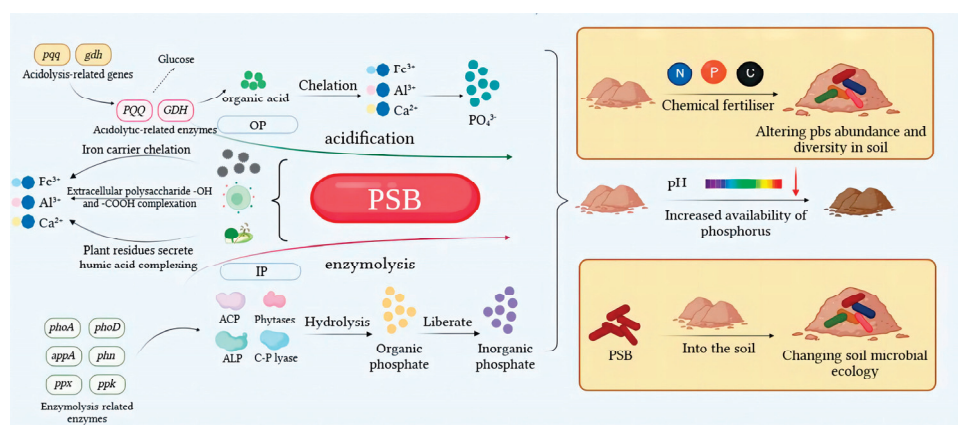 pqq gdh
Acidolysis-related genes
Glucose
PQQ GDH
Acidolytic-related enzymes
organic acid
OP
Chelation
acidification
Fe³⁺
Al³⁺
Ca²⁺
PO₄³⁻
Iron carrier chelation
Fe³⁺
Al³⁺
Ca²⁺
Extracellular polysaccharide -OH
and -COOH complexation
Plant residues secrete
humic acid complexing
PSB
IP
enzymolysis
phoA phoD
appA phn
ppx ppk
Enzymolysis related
enzymes
ACP Phytases
ALP C-P lyase
Hydrolysis
Organic
phosphate
Liberate
Inorganic
phosphate
N P C
Chemical fertiliser
Altering pbs abundance and
diversity in soil
pH
Increased availability of
phosphorus
PSB
Into the soil
Changing soil microbial
ecology